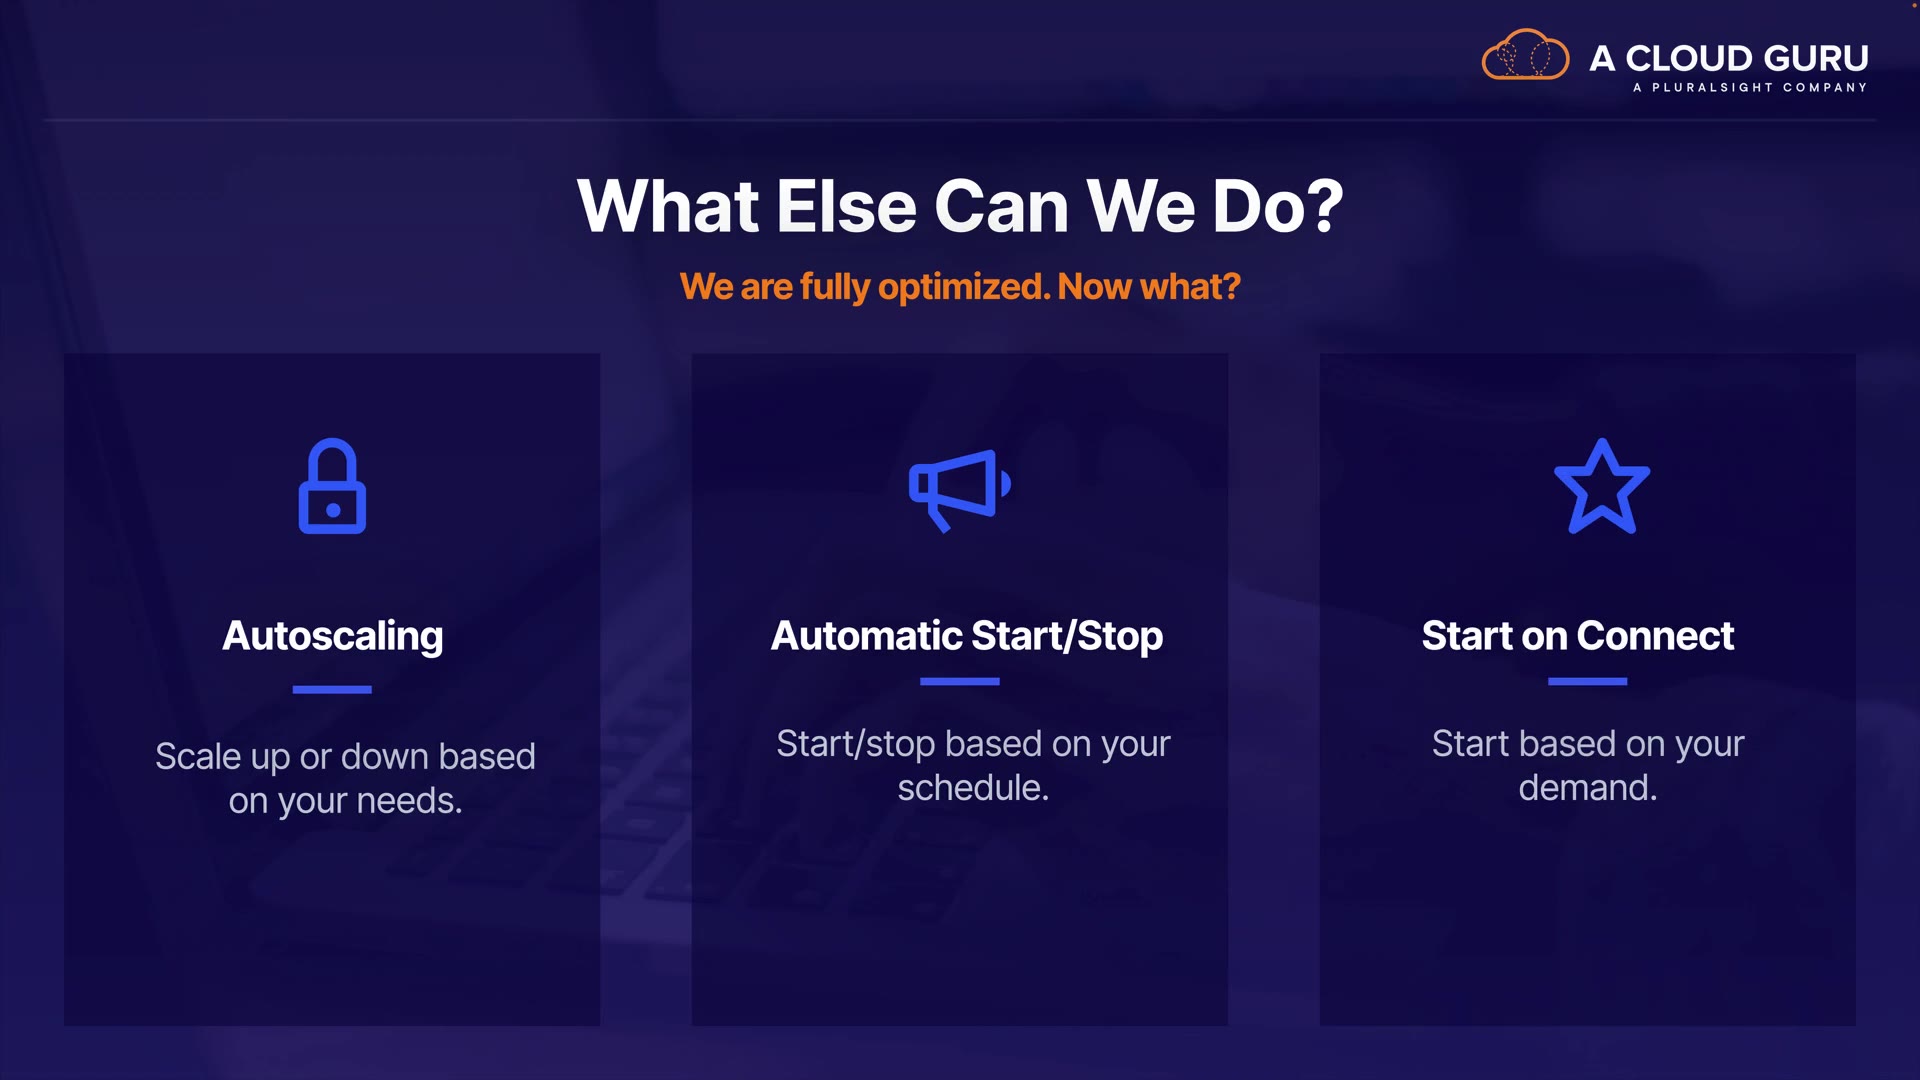 A CLOUD GURU
A PLURALSIGHT COMPANY
What Else Can We Do?
We are fully optimized. Now what?
Autoscaling
Scale up or down based
on your needs.
Automatic Start/Stop
Start/stop based on your
schedule.
Start on Connect
Start based on your
demand.